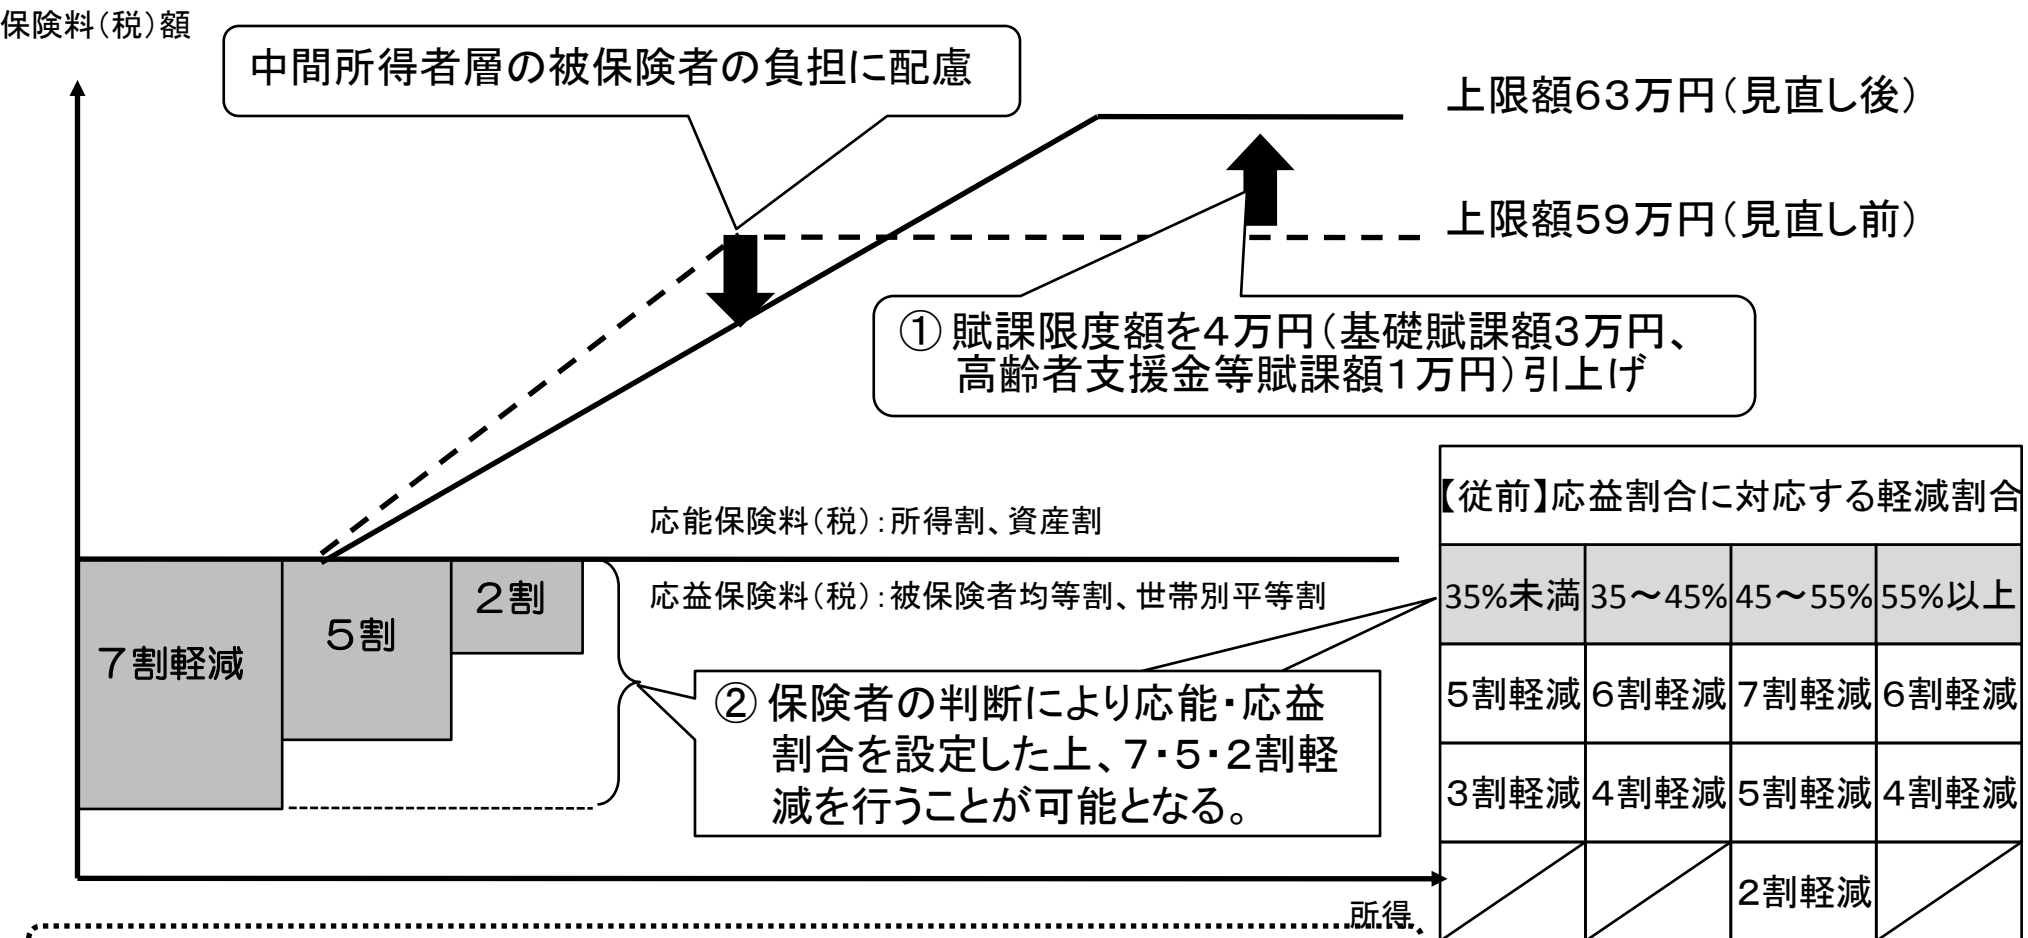 保険料(税)額
中間所得者層の被保険者の負担に配慮
上限額63万円(見直し後)
上限額59万円(見直し前)
① 賦課限度額を4万円(基礎賦課額3万円、
高齢者支援金等賦課額1万円)引上げ
応能保険料(税):所得割、資産割
応益保険料(税):被保険者均等割、世帯別平等割
7割軽減
5割
2割
② 保険者の判断により応能・応益
割合を設定した上、7・5・2割軽
減を行うことが可能となる。
所得
【従前】応益割合に対応する軽減割合
35%未満 35~45% 45~55% 55%以上
5割軽減 6割軽減 7割軽減 6割軽減
3割軽減 4割軽減 5割軽減 4割軽減
2割軽減